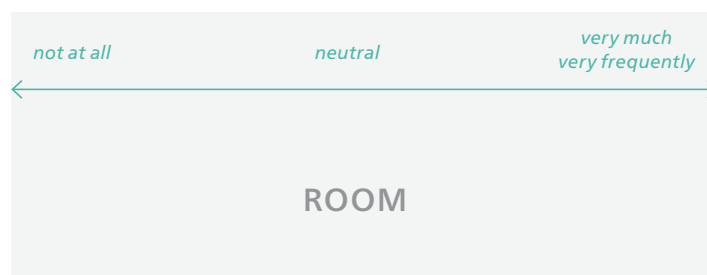 not at all
neutral
very much
very frequently
ROOM